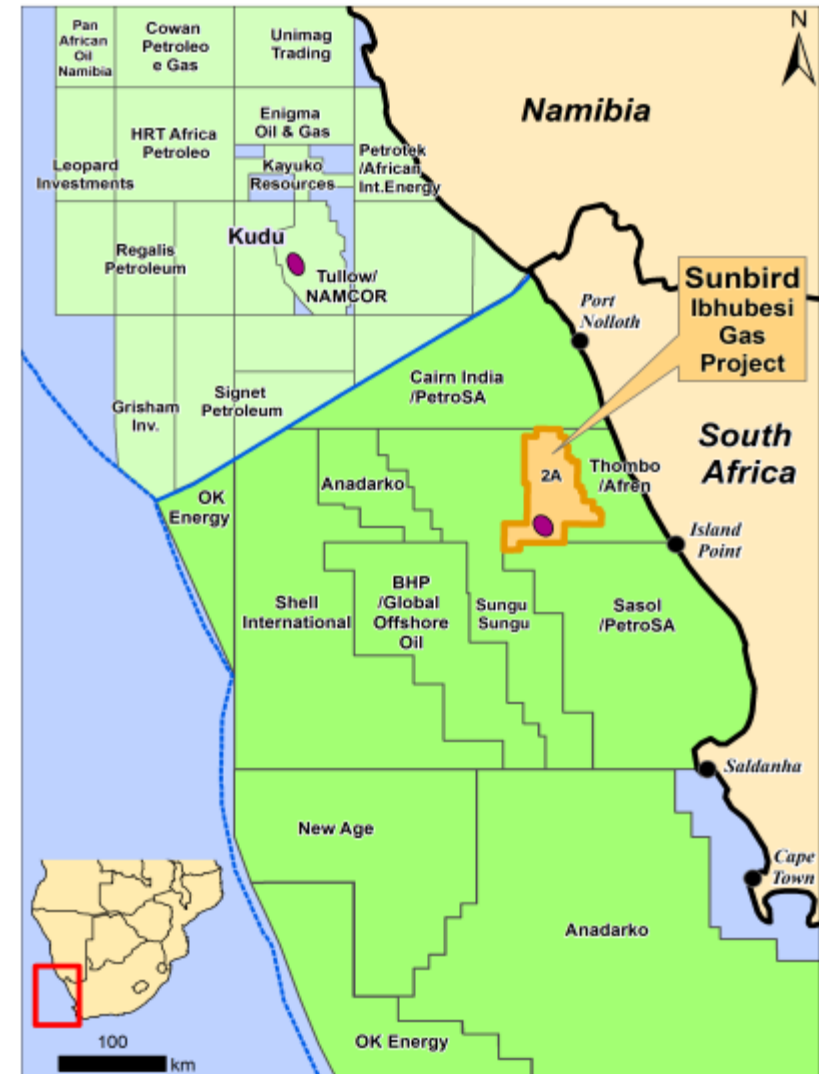 Pan
African
Oil
Namibia
Cowan
Petroleo
e Gas
Unimag
Trading
N
Namibia
HRT Africa
Petroleo
Enigma
Oil & Gas
Leopard
Investments
Kayuko
Resources
Petrotek
/African
Int.Energy
Kudu
Regalis
Petroleum
Tullow/
NAMCOR
Sunbird
Ibhubesi
Gas
Project
Port
Nolloth
Grisham
Inv.
Signet
Petroleum
Cairn India
/PetroSA
South
Africa
OK
Energy
Anadarko
2A
Thombo
/Afren
Island
Point
Shell
International
BHP
/Global
Offshore
Oil
Sungu
Sungu
Sasol
/PetroSA
Saldanha
New Age
Cape
Town
Anadarko
OK Energy
100
km